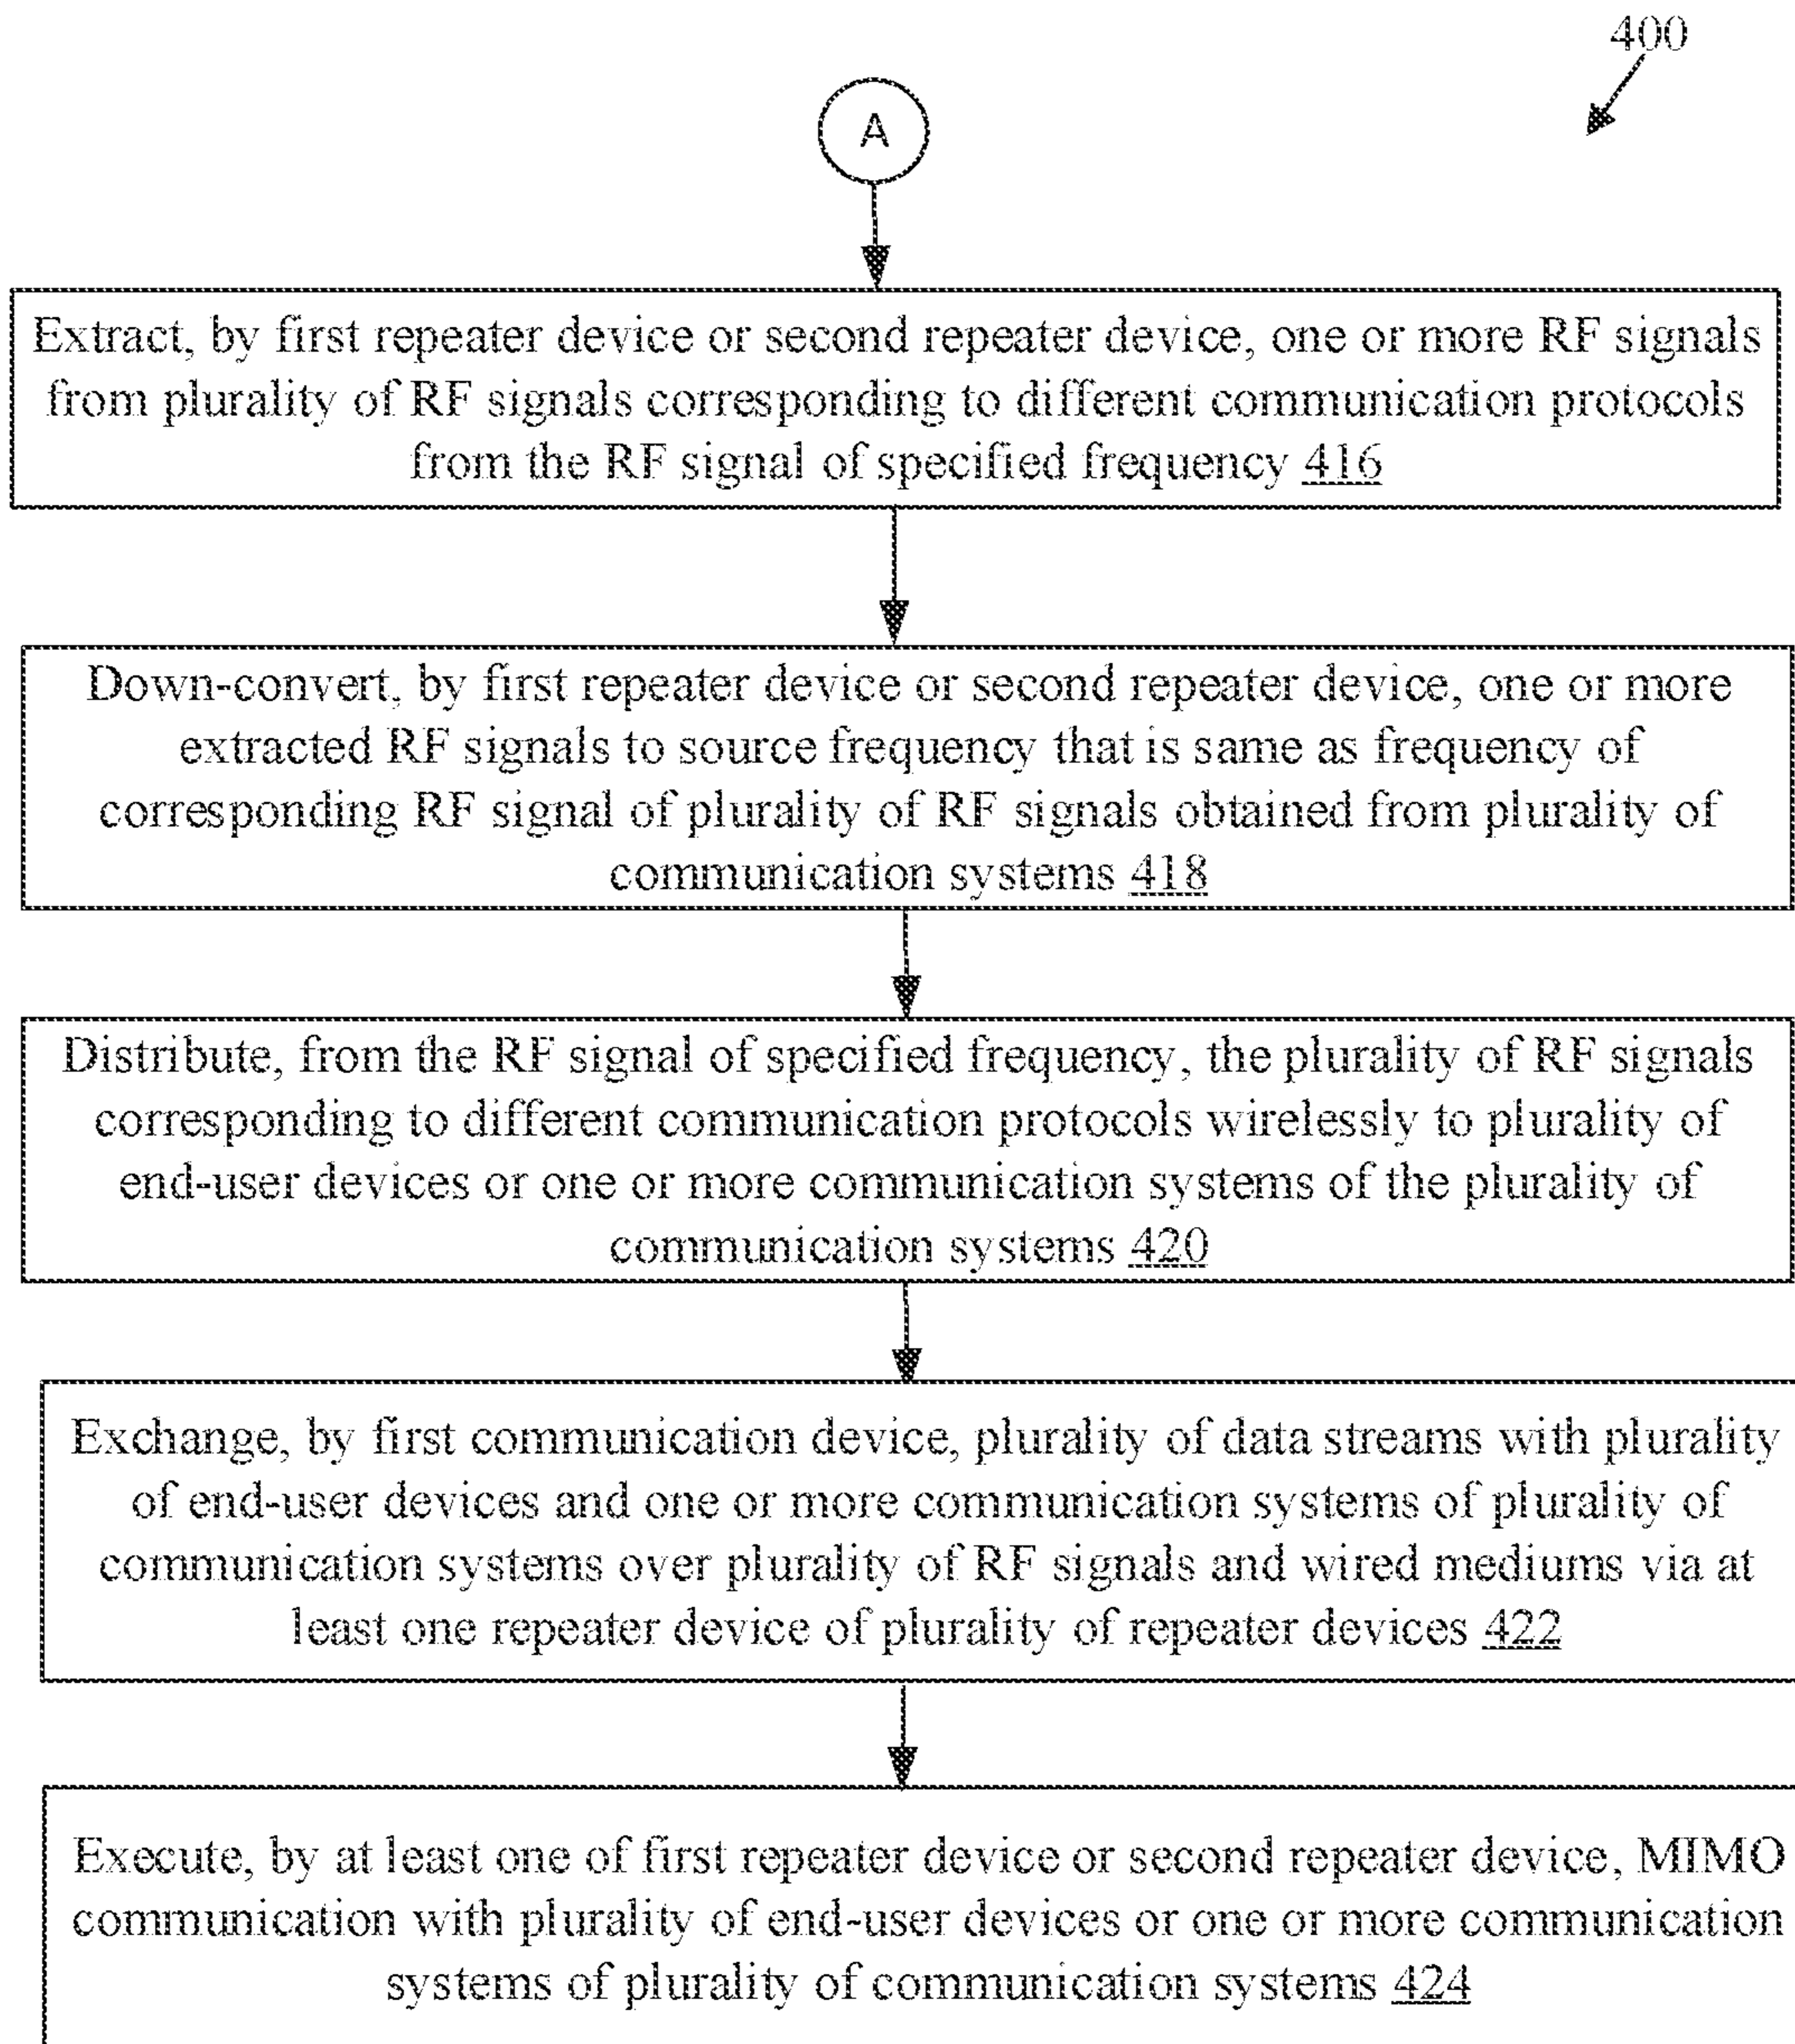 400
A
Extract, by first repeater device or second repeater device, one or more RF signals
from plurality of RF signals corresponding to different communication protocols
from the RF signal of specified frequency 416
Down-convert, by first repeater device or second repeater device, one or more
extracted RF signals to source frequency that is same as frequency of
corresponding RF signal of plurality of RF signals obtained from plurality of
communication systems 418
Distribute, from the RF signal of specified frequency, the plurality of RF signals
corresponding to different communication protocols wirelessly to plurality of
end-user devices or one or more communication systems of the plurality of
communication systems 420
Exchange, by first communication device, plurality of data streams with plurality
of end-user devices and one or more communication systems of plurality of
communication systems over plurality of RF signals and wired mediums via at
least one repeater device of plurality of repeater devices 422
Execute, by at least one of first repeater device or second repeater device, MIMO
communication with plurality of end-user devices or one or more communication
systems of plurality of communication systems 424